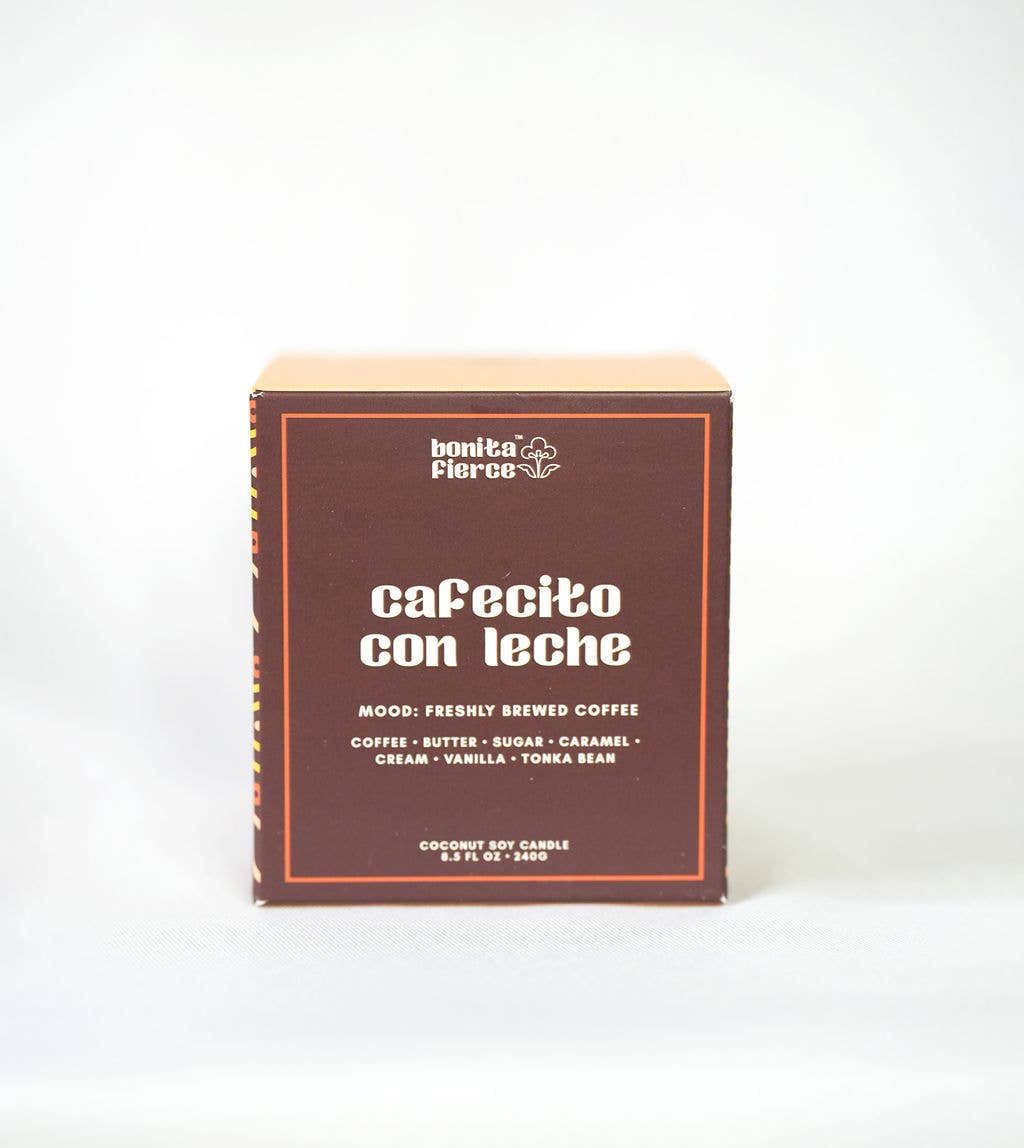 bonita™
fierce
cafecito
con leche
MOOD: FRESHLY BREWED COFFEE
COFFEE • BUTTER • SUGAR • CARAMEL •
CREAM • VANILLA • TONKA BEAN
COCONUT SOY CANDLE
8.5 FL OZ • 240G